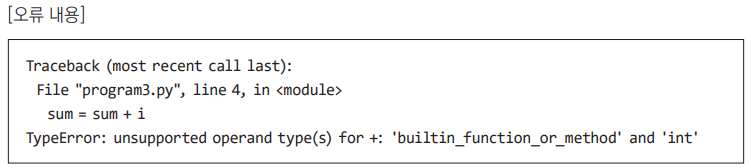 [오류 내용]
Traceback (most recent call last):
File "program3.py", line 4, in <module>
sum = sum + i
TypeError: unsupported operand type(s) for +: 'builtin_function_or_method' and 'int'